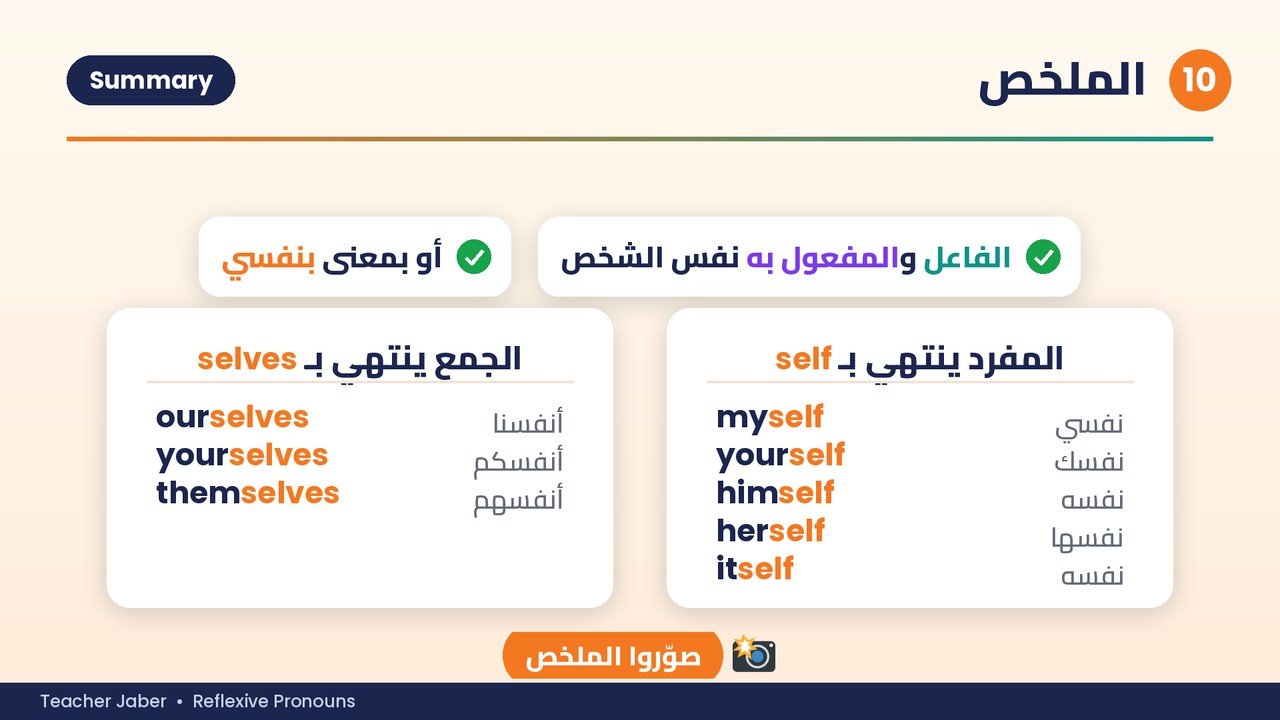 10 الملخص
Summary
الفاعل والمفعول به نفس الشخص
أو بمعنى بنفسي
المفرد ينتهي بـ self
myself نفسي
yourself نفسك
himself نفسه
herself نفسها
itself نفسه
الجمع ينتهي بـ selves
ourselves أنفسنا
yourselves أنفسكم
themselves أنفسهم
صوّروا الملخص
Teacher Jaber • Reflexive Pronouns